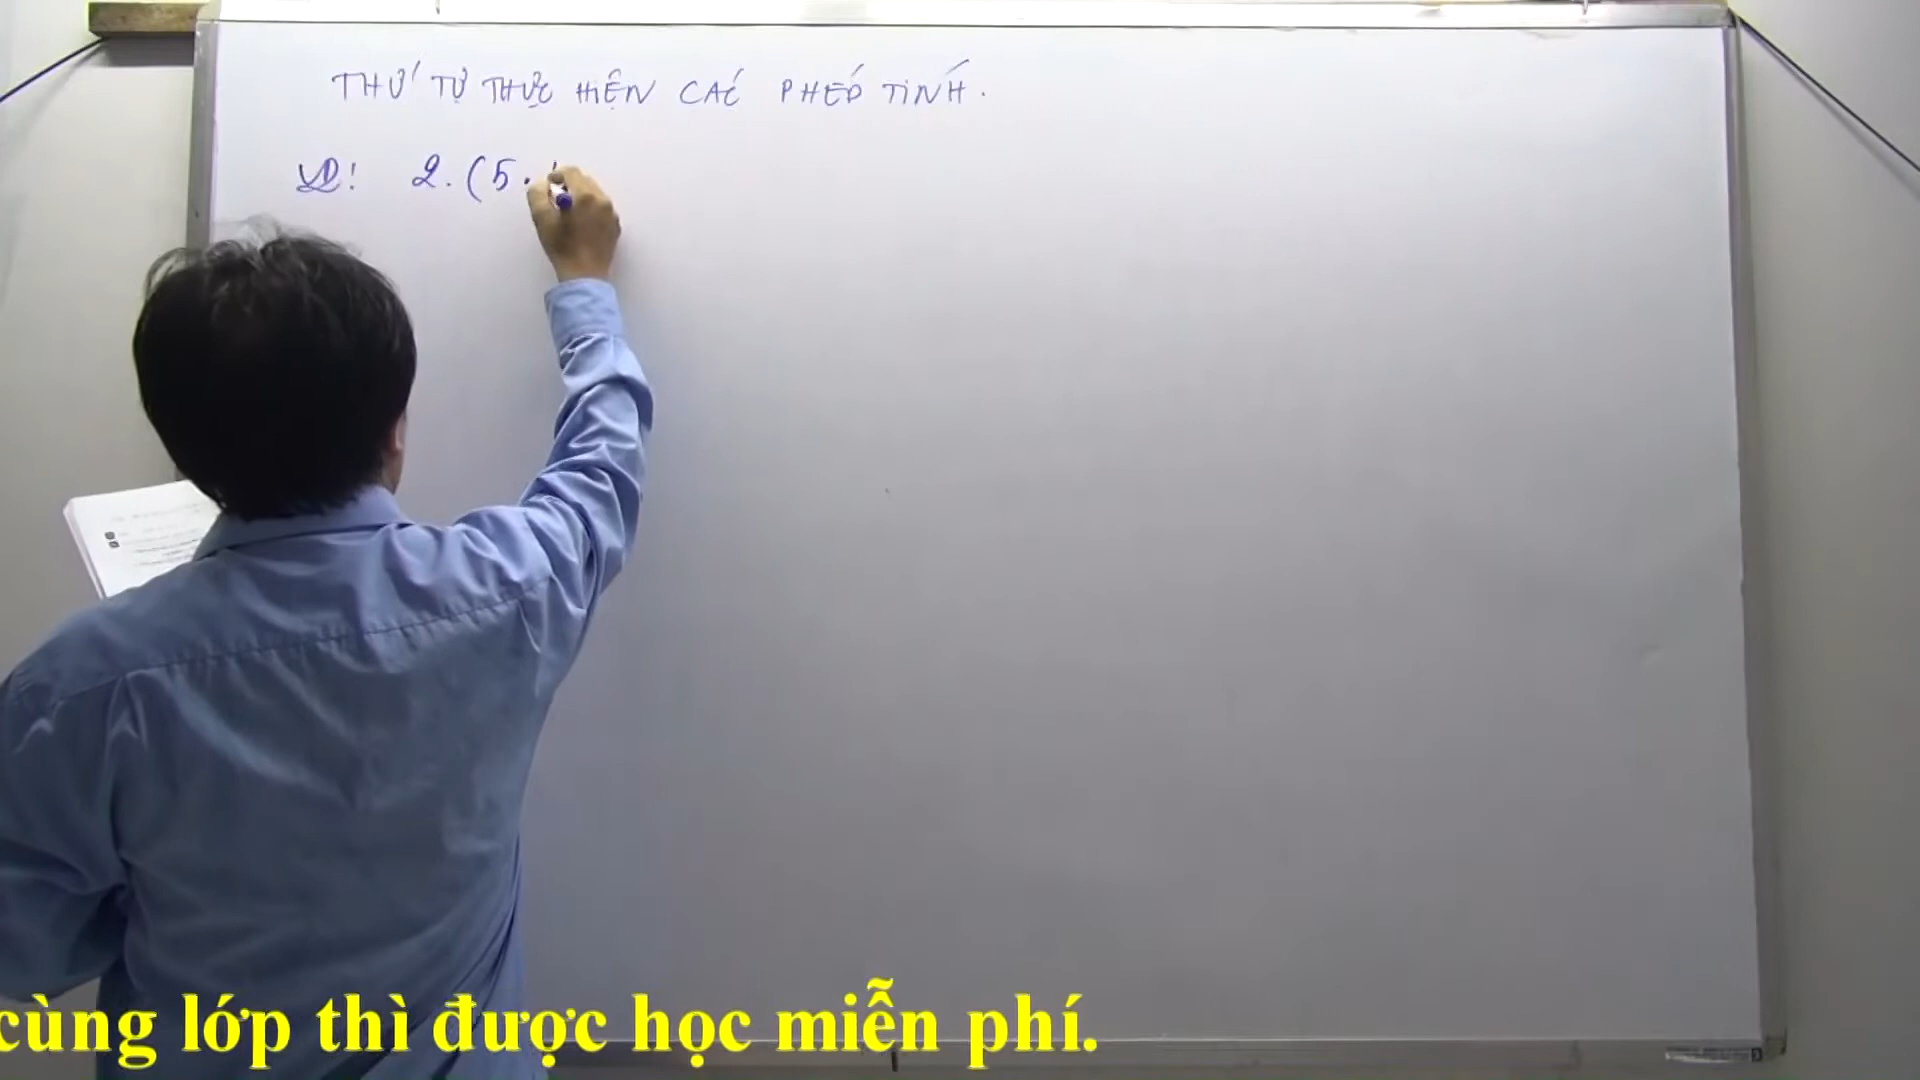 THỨ TỰ THỰC HIỆN CÁC PHÉP TÍNH.
VD: 2.(5.
cùng lớp thì được học miễn phí.